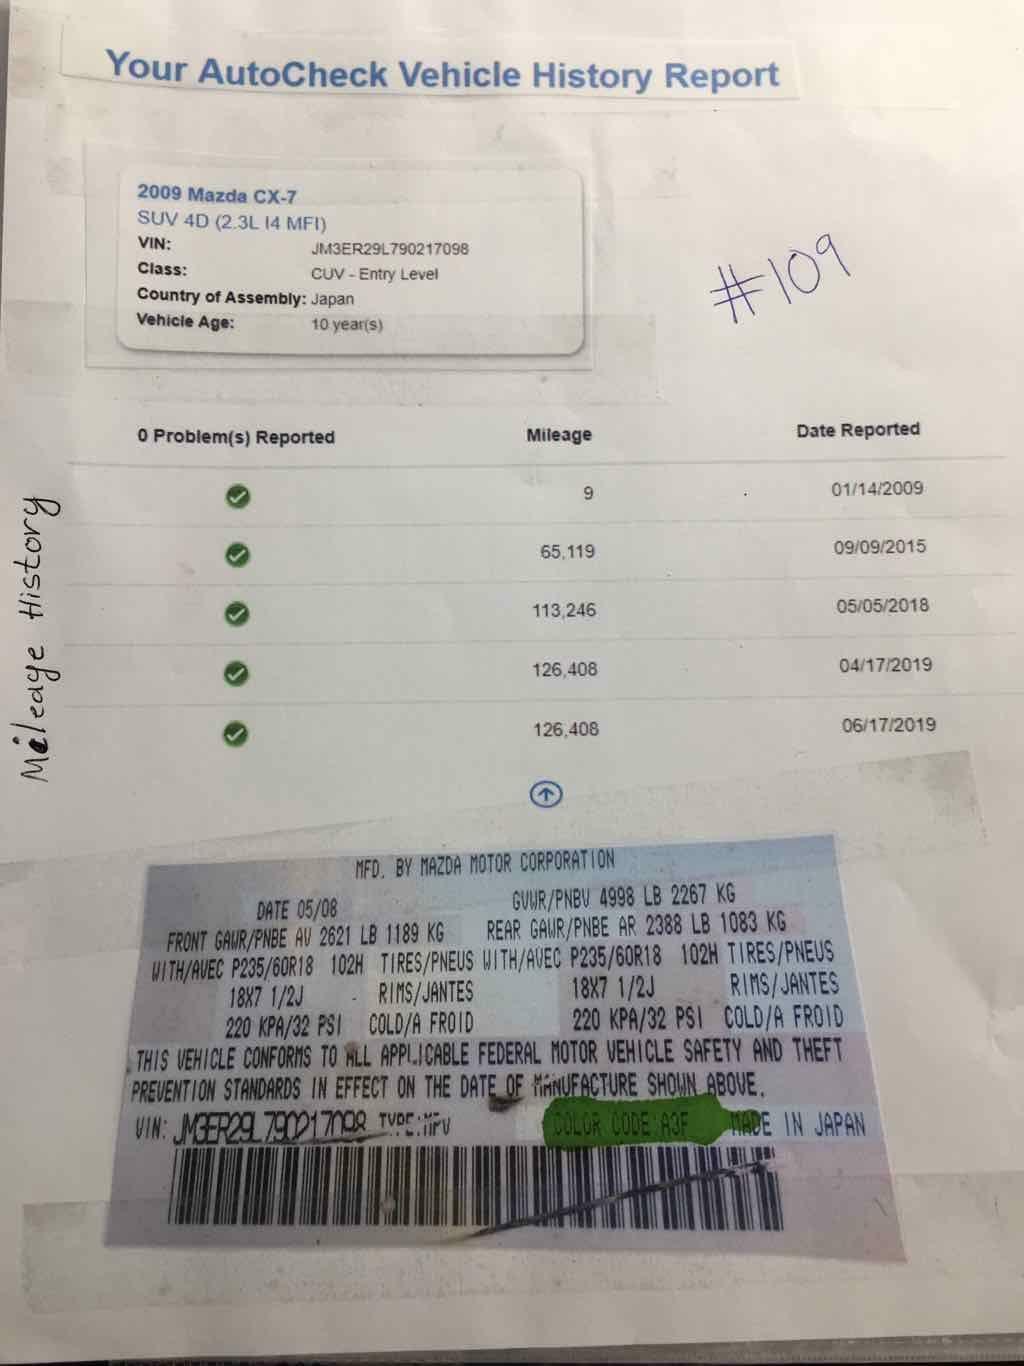 Your AutoCheck Vehicle History Report
2009 Mazda CX-7
SUV 4D (2.3L I4 MFI)
VIN: JM3ER29L790217098
Class: CUV - Entry Level
Country of Assembly: Japan
Vehicle Age: 10 year(s)
#109
0 Problem(s) Reported Mileage Date Reported
9 01/14/2009
65,119 09/09/2015
113,246 05/05/2018
126,408 04/17/2019
126,408 06/17/2019
Mileage History
MFD. BY MAZDA MOTOR CORPORATION
DATE 05/08 GVWR/PNBV 4998 LB 2267 KG
FRONT GAWR/PNBE AV 2621 LB 1189 KG REAR GAWR/PNBE AR 2388 LB 1083 KG
WITH/AVEC P235/60R18 102H TIRES/PNEUS WITH/AVEC P235/60R18 102H TIRES/PNEUS
18X7 1/2J RIMS/JANTES 18X7 1/2J RIMS/JANTES
220 KPA/32 PSI COLD/A FROID 220 KPA/32 PSI COLD/A FROID
THIS VEHICLE CONFORMS TO ALL APPLICABLE FEDERAL MOTOR VEHICLE SAFETY AND THEFT
PREVENTION STANDARDS IN EFFECT ON THE DATE OF MANUFACTURE SHOWN ABOVE.
VIN: JM3ER29L790217098 TYPE:MPV COLOR CODE:A3F MADE IN JAPAN